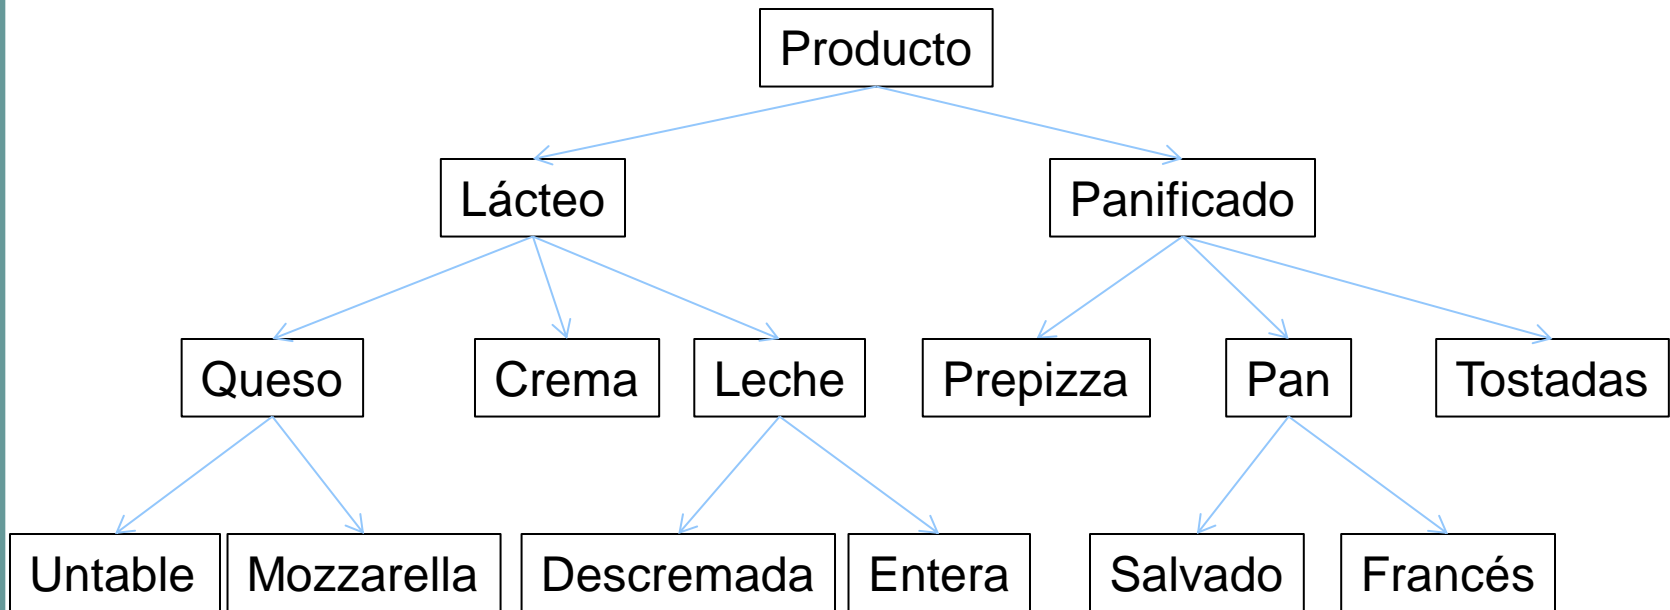 Producto
Lácteo
Panificado
Queso
Crema
Leche
Prepizza
Pan
Tostadas
Untable
Mozzarella
Descremada
Entera
Salvado
Francés